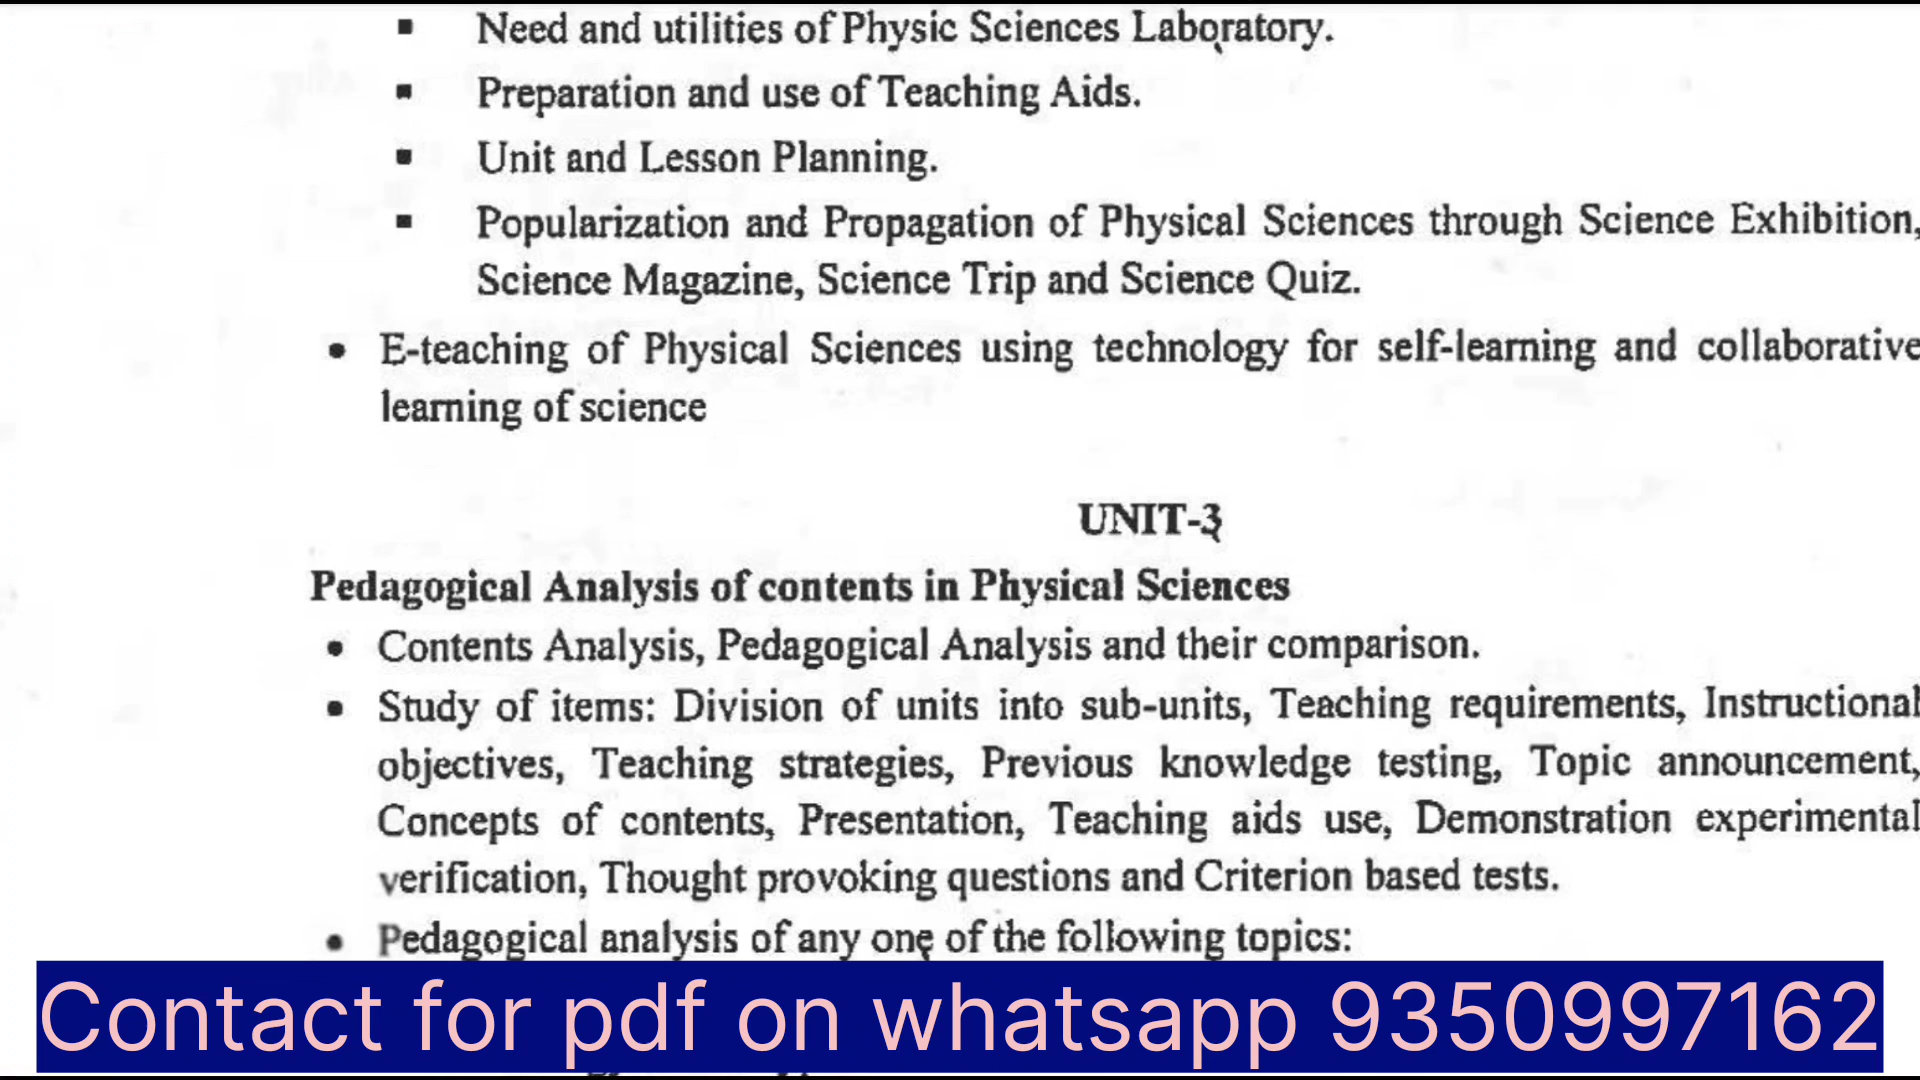 ▪ Need and utilities of Physic Sciences Laboratory.
▪ Preparation and use of Teaching Aids.
▪ Unit and Lesson Planning.
▪ Popularization and Propagation of Physical Sciences through Science Exhibition,
Science Magazine, Science Trip and Science Quiz.
• E-teaching of Physical Sciences using technology for self-learning and collaborative
learning of science
UNIT-3
Pedagogical Analysis of contents in Physical Sciences
• Contents Analysis, Pedagogical Analysis and their comparison.
• Study of items: Division of units into sub-units, Teaching requirements, Instructional
objectives, Teaching strategies, Previous knowledge testing, Topic announcement,
Concepts of contents, Presentation, Teaching aids use, Demonstration experimental
verification, Thought provoking questions and Criterion based tests.
• Pedagogical analysis of any one of the following topics:
Contact for pdf on whatsapp 9350997162